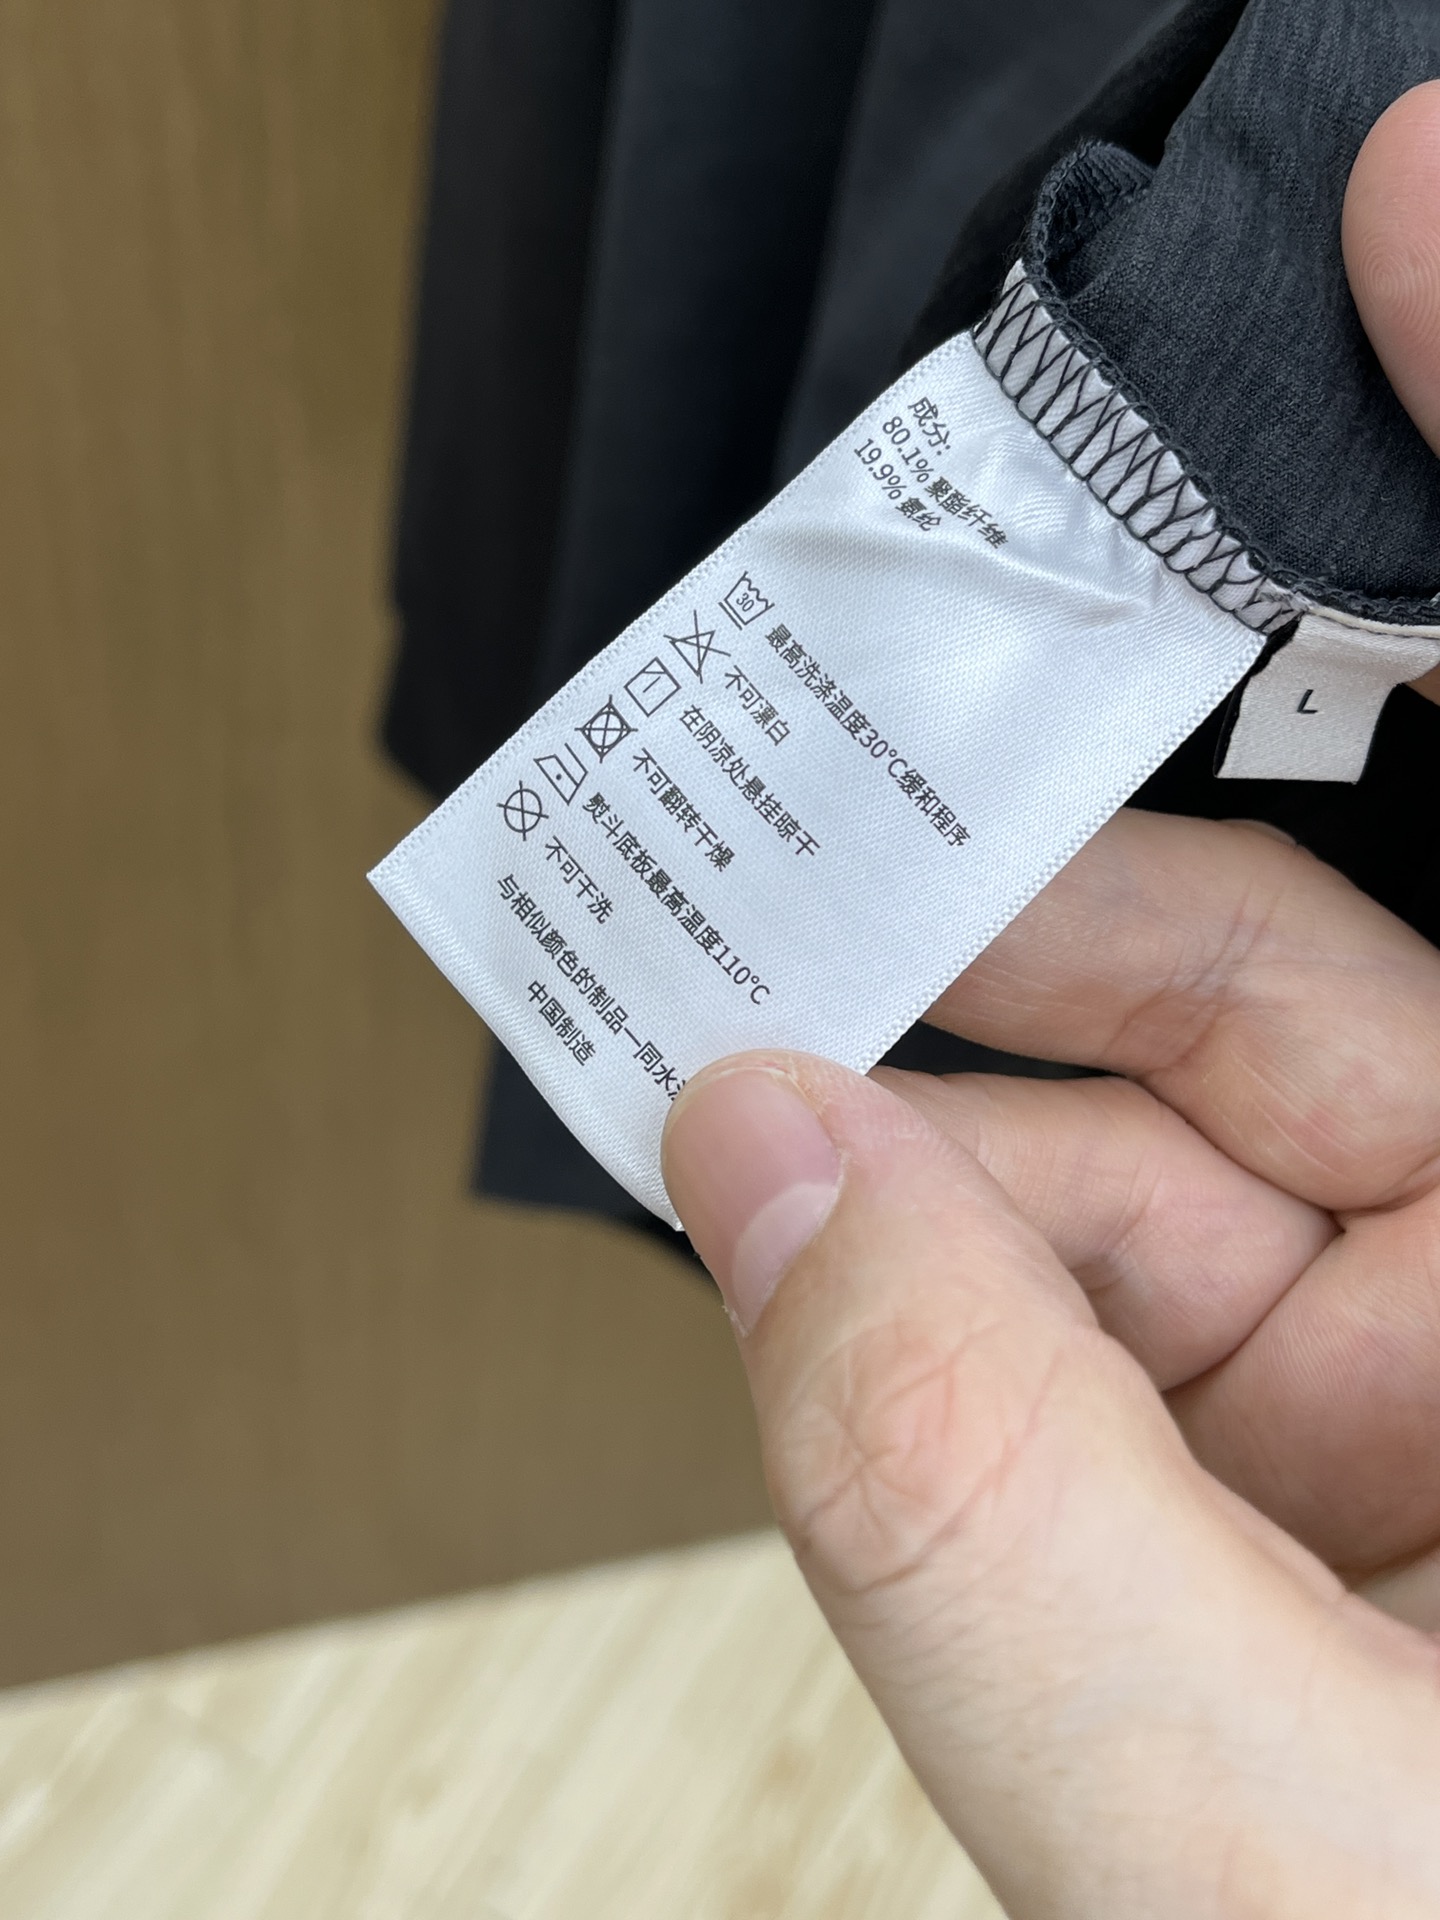 成分:
80.1% 聚酯纤维
19.9% 氨纶
30
最高洗涤温度30°C缓和程序
不可漂白
在阴凉处悬挂晾干
不可翻转干燥
熨斗底板最高温度110°C
不可干洗
与相似颜色的制品一同水
中国制造
L